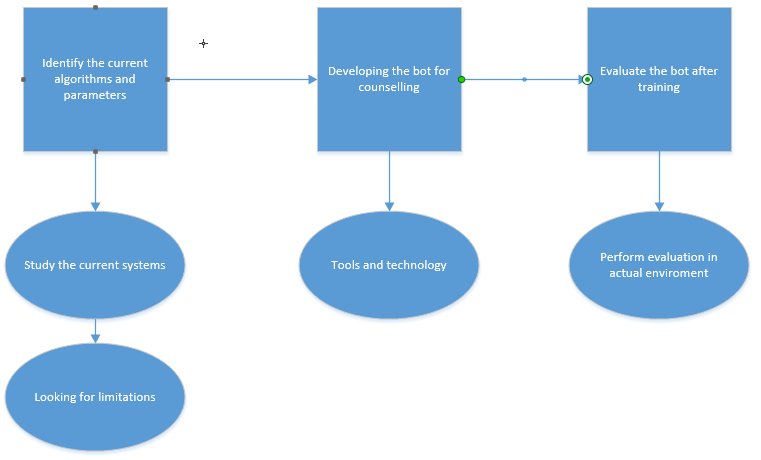 Identify the current
algorithms and
parameters
Developing the bot for
counselling
Evaluate the bot after
training
Study the current systems
Tools and technology
Perform evaluation in
actual enviroment
Looking for limitations